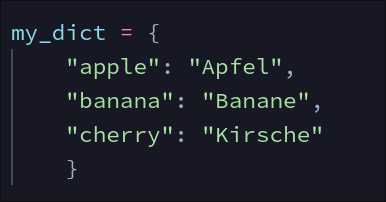 my_dict = {
    "apple": "Apfel",
    "banana": "Banane",
    "cherry": "Kirsche"
    }